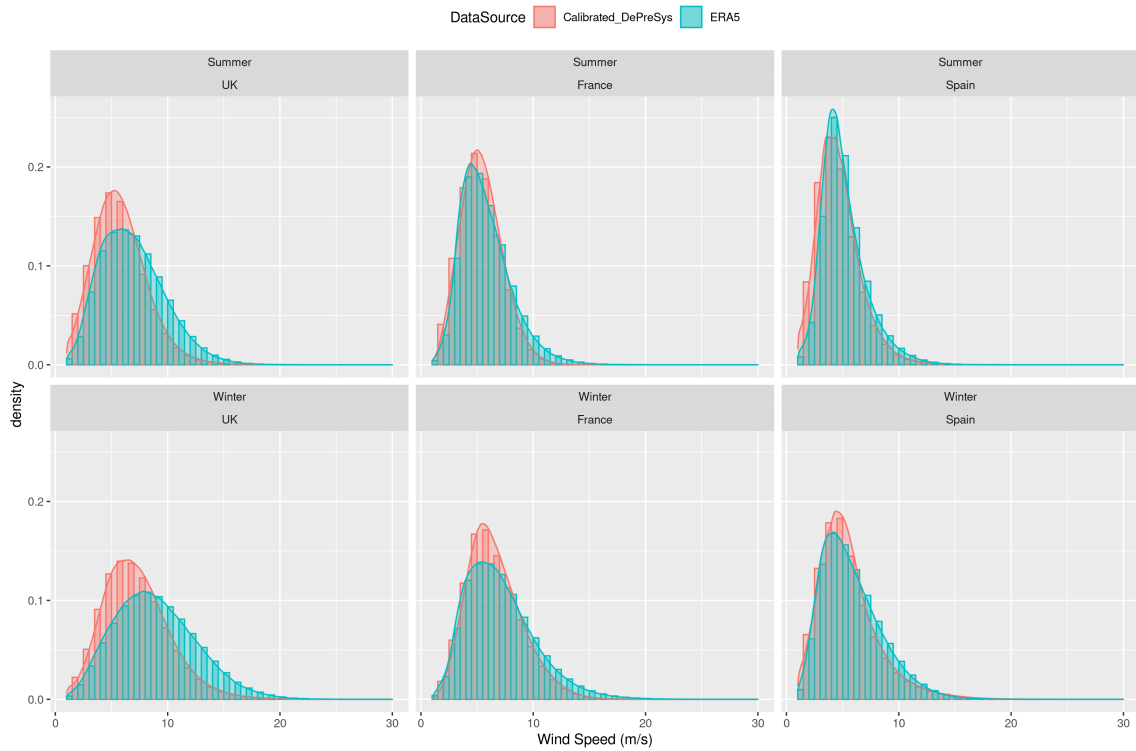 DataSource Calibrated_DePreSys ERA5
Summer Summer Summer
UK France Spain
0.2
0.1
0.0
density
Winter Winter Winter
UK France Spain
0.2
0.1
0.0
0 10 20 30 0 10 20 30 0 10 20 30
Wind Speed (m/s)